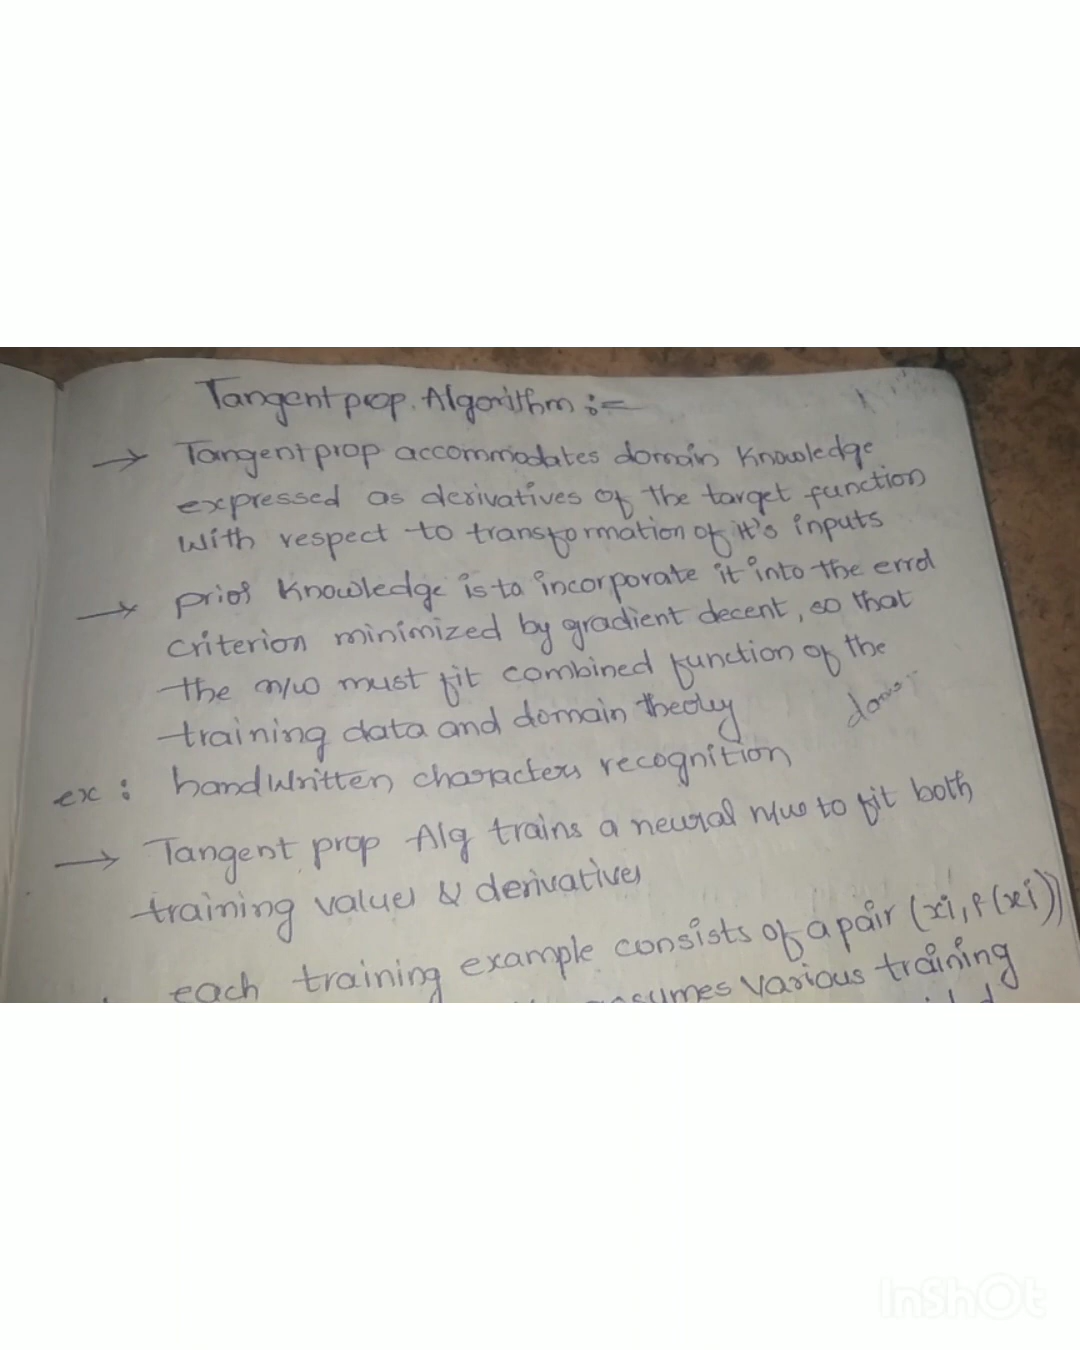 Tangent prop. Algorithm :-
→ Tangent prop accommodates domain knowledge
expressed as derivatives of the target function
with respect to transformation of it's inputs
→ prior knowledge is to incorporate it into the error
criterion minimized by gradient decent, so that
the n/w must fit combined function of the
training data and domain theory
ex : handwritten characters recognition
→ Tangent prop Alg trains a neural n/w to fit both
training values & derivatives
each training example consists of a pair (xi, f(xi))
assumes various training
InShOt